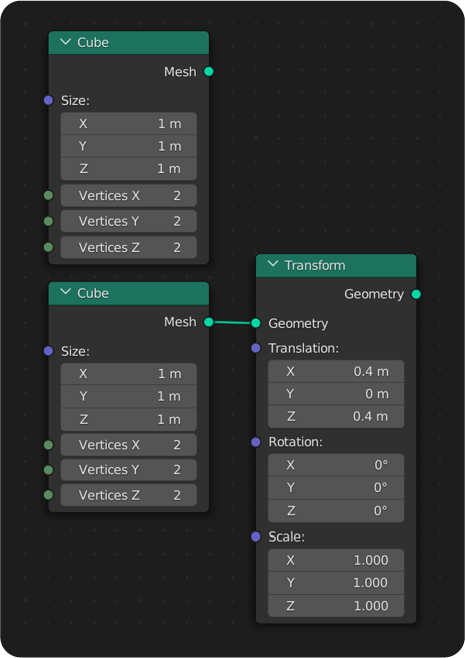 Cube
Mesh
Size:
X 1 m
Y 1 m
Z 1 m
Vertices X 2
Vertices Y 2
Vertices Z 2
Cube
Mesh
Size:
X 1 m
Y 1 m
Z 1 m
Vertices X 2
Vertices Y 2
Vertices Z 2
Transform
Geometry
Geometry
Translation:
X 0.4 m
Y 0 m
Z 0.4 m
Rotation:
X 0°
Y 0°
Z 0°
Scale:
X 1.000
Y 1.000
Z 1.000